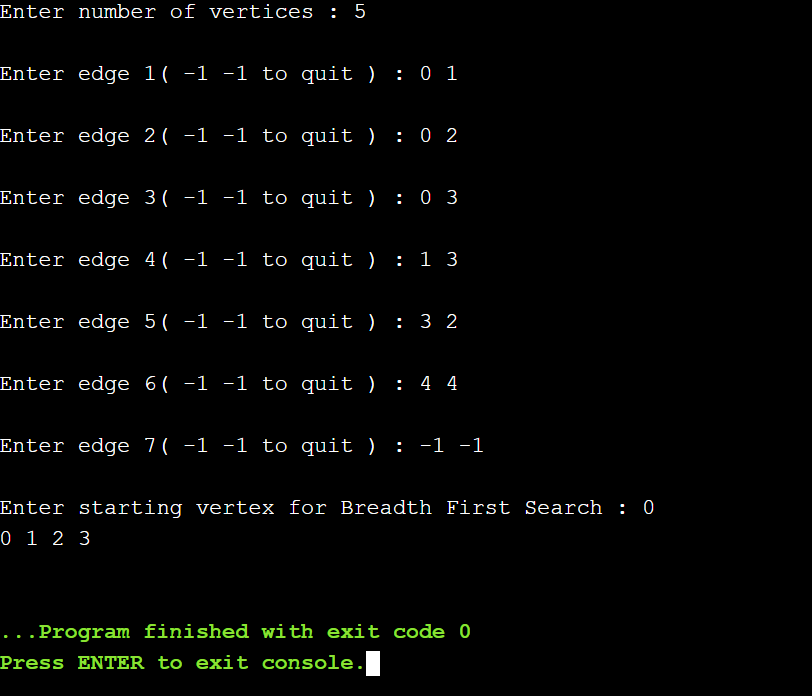 Enter number of vertices : 5
Enter edge 1( -1 -1 to quit ) : 0 1
Enter edge 2( -1 -1 to quit ) : 0 2
Enter edge 3( -1 -1 to quit ) : 0 3
Enter edge 4( -1 -1 to quit ) : 1 3
Enter edge 5( -1 -1 to quit ) : 3 2
Enter edge 6( -1 -1 to quit ) : 4 4
Enter edge 7( -1 -1 to quit ) : -1 -1
Enter starting vertex for Breadth First Search : 0
0 1 2 3
...Program finished with exit code 0
Press ENTER to exit console.